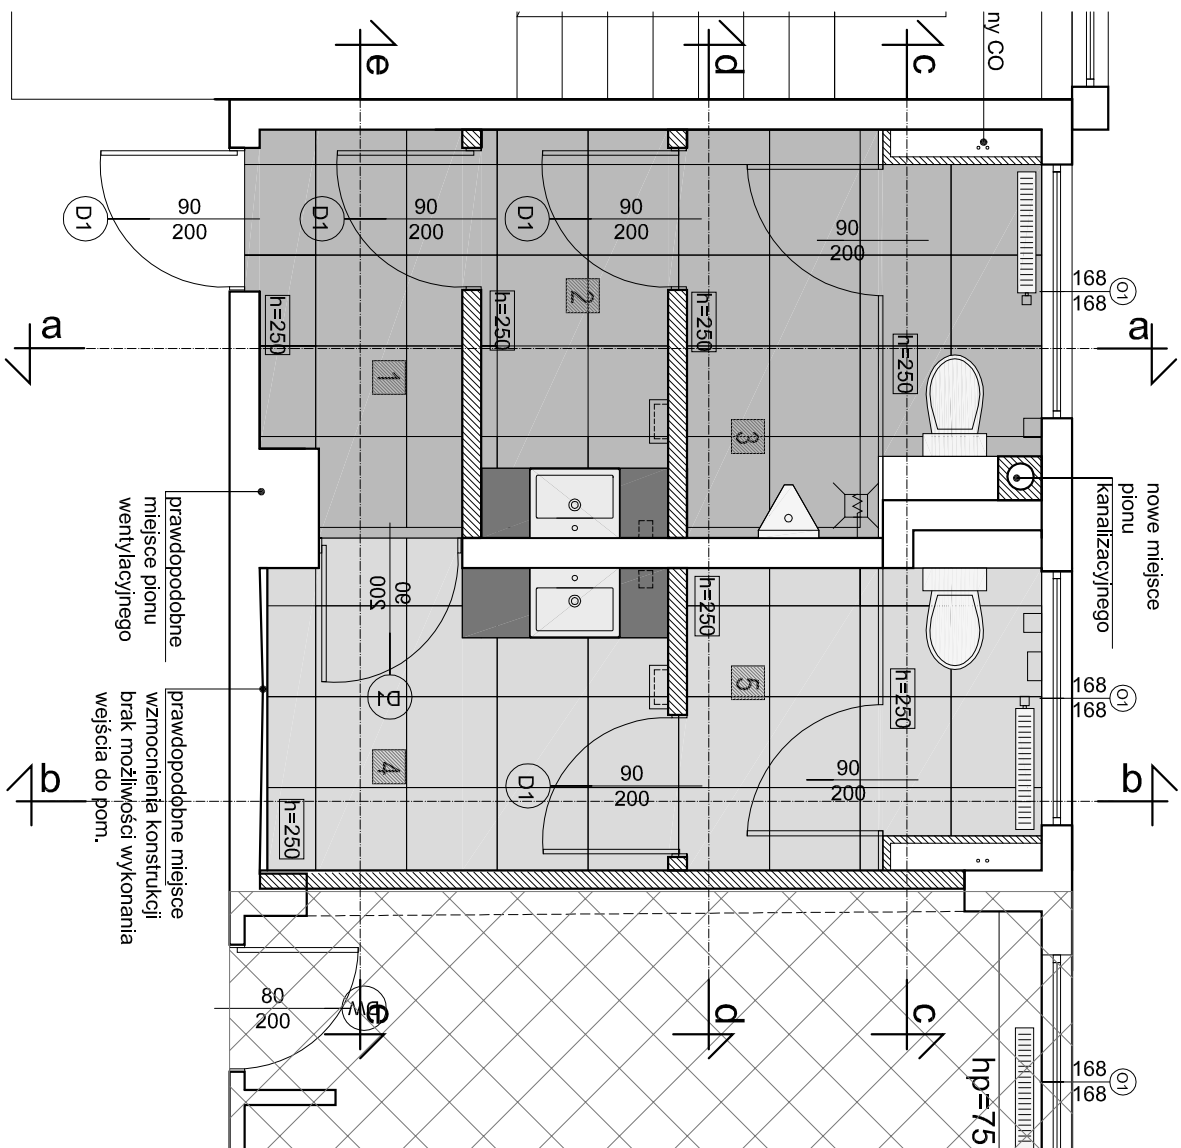 e
d
c
ny CO
90
200
D1
90
200
D1
90
200
D1
90
200
168
168
O1
h=250
h=250
h=250
h=250
2
a
a
1
3
prawdopodobne
miejsce pionu
wentylacyjnego
nowe miejsce
pionu
kanalizacyjnego
90
200
h=250
h=250
5
168
168
O1
4
90
200
D1
90
200
b
b
h=250
prawdopodobne miejsce
wzmocnienia konstrukcji
brak możliwości wykonania
wejścia do pom.
80
200
DW
e
d
c
hp=75
168
168
O1